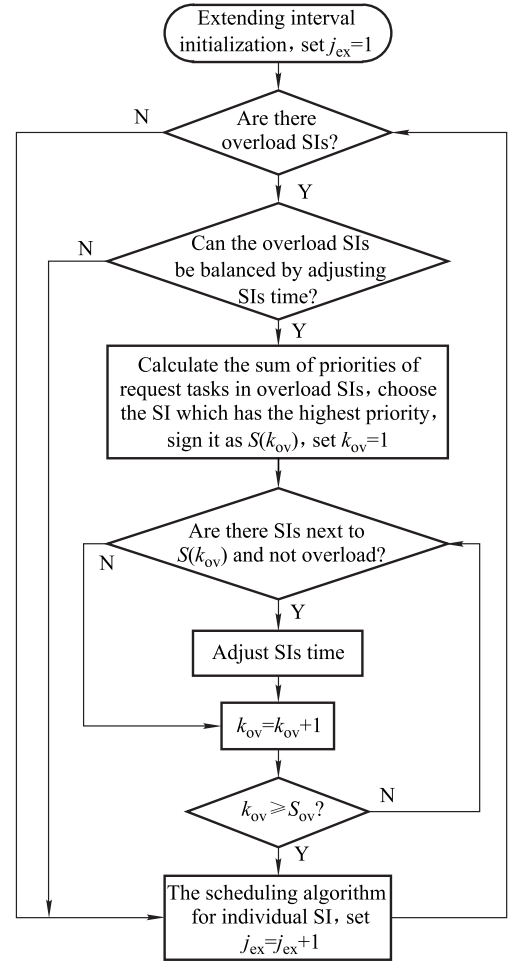 Extending interval
initialization, set j_ex=1
N
Are there
overload SIs?
Y
N
Can the overload SIs
be balanced by adjusting
SIs time?
Y
Calculate the sum of priorities of
request tasks in overload SIs, choose
the SI which has the highest priority,
sign it as S(k_ov), set k_ov=1
Are there SIs next to
S(k_ov) and not overload?
N
Y
Adjust SIs time
k_ov=k_ov+1
k_ov⩾S_ov?
N
Y
The scheduling algorithm
for individual SI, set
j_ex=j_ex+1